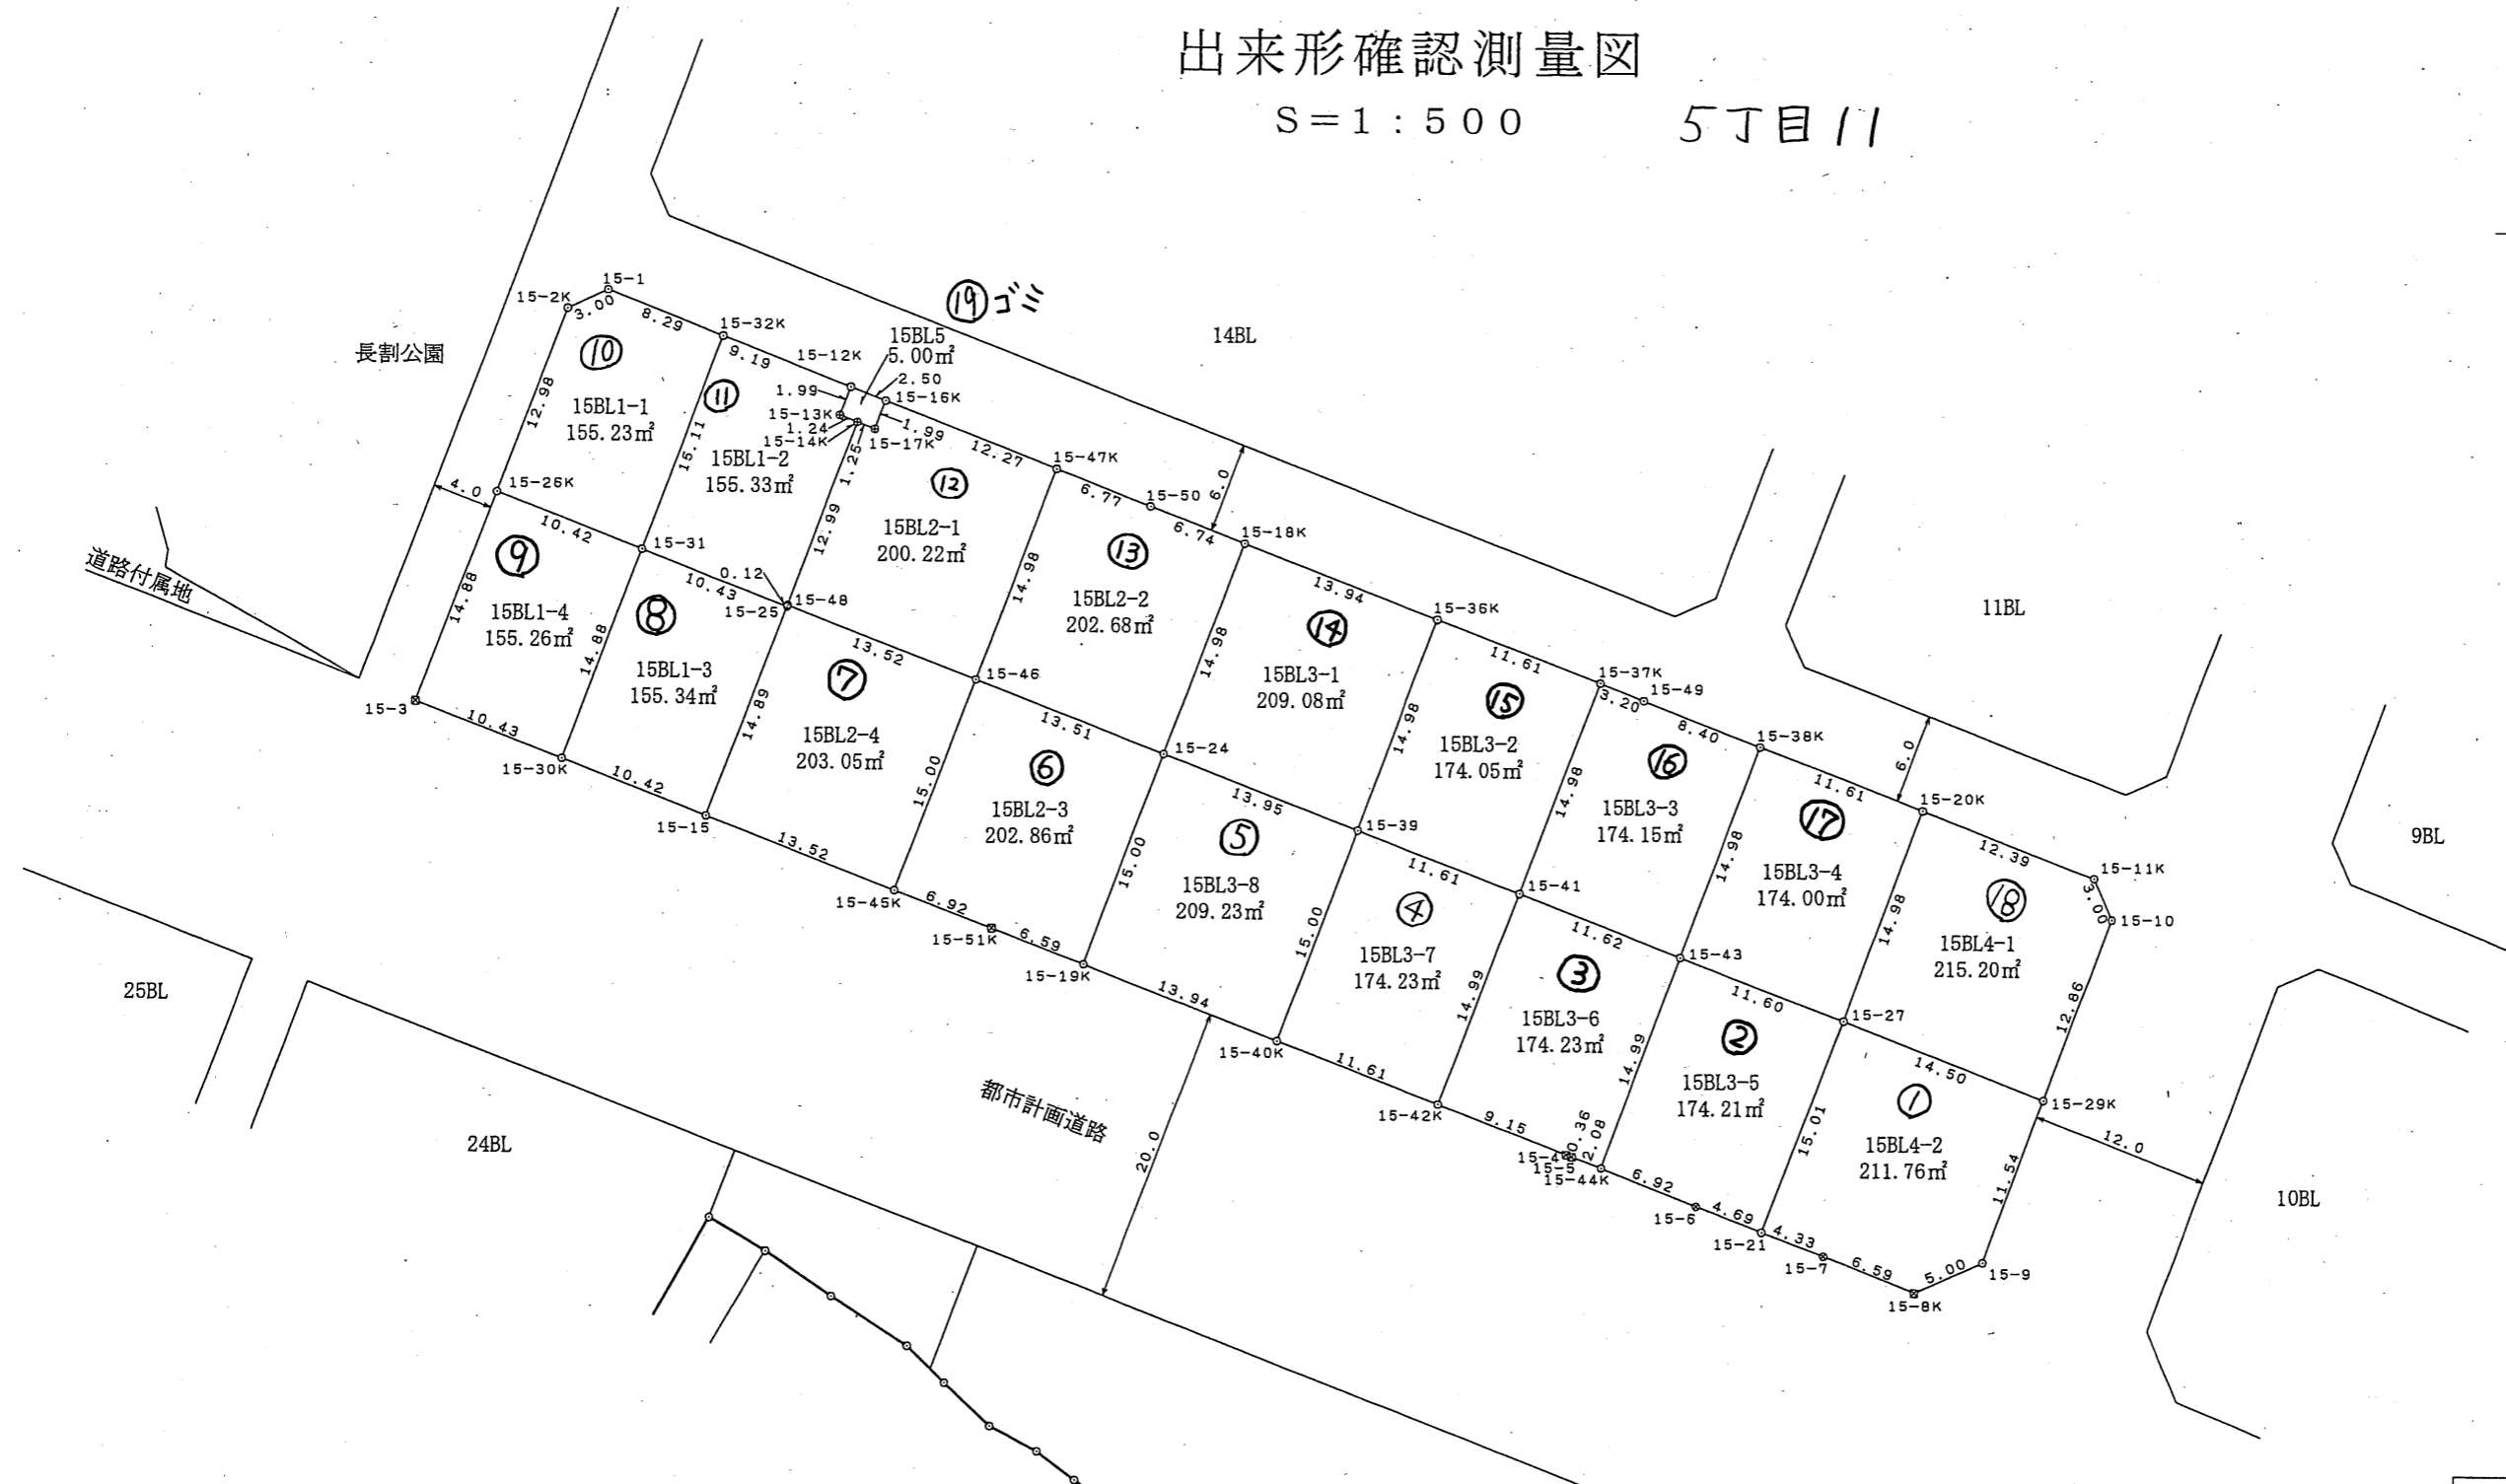 出来形確認測量図
S=1:500
5丁目11
15-1
15-2K
3.00
8.29
15-32K
⑲ゴミ
14BL
長割公園
⑩
9.19
15-12K
15BL5
5.00㎡
2.50
1.99
15-16K
12.98
15BL1-1
155.23㎡
⑪
15-13K
1.24
15-14K
15-17K
1.99
12.27
15-47K
15.11
15BL1-2
155.33㎡
1.25
⑫
6.77
15-50
6.0
4.0
15-26K
10.42
15-31
12.99
15BL2-1
200.22㎡
⑬
6.74
15-18K
道路付属地
⑨
14.88
15BL1-4
155.26㎡
⑧
10.43
0.12
15-25
15-48
14.98
15BL2-2
202.68㎡
13.94
15-36K
11BL
14.88
15BL1-3
155.34㎡
⑦
13.52
15-46
14.98
⑭
15BL3-1
209.08㎡
11.61
15-37K
15-3
10.43
15-30K
14.89
15BL2-4
203.05㎡
13.51
15-24
14.98
⑮
3.20
15-49
8.40
15-38K
10.42
15-15
15.00
⑥
15BL2-3
202.86㎡
13.95
15-39
15BL3-2
174.05㎡
14.98
⑯
15BL3-3
174.15㎡
11.61
6.0
15-20K
13.52
15-45K
15.00
⑤
15BL3-8
209.23㎡
11.61
15-41
14.98
⑰
15BL3-4
174.00㎡
12.39
15-11K
9BL
6.92
15-51K
6.59
15-19K
15.00
④
15BL3-7
174.23㎡
11.62
15-43
14.98
⑱
3.00
15-10
15BL4-1
215.20㎡
25BL
13.94
15-40K
14.99
③
15BL3-6
174.23㎡
11.60
15-27
12.86
都市計画道路
20.0
11.61
15-42K
14.99
②
15BL3-5
174.21㎡
14.50
15-29K
24BL
9.15
0.36
2.08
15-4
15-5
15-44K
15.01
①
15BL4-2
211.76㎡
12.0
10BL
6.92
15-6
4.69
15-21
4.33
15-7
6.59
15-8K
5.00
15-9
11.54